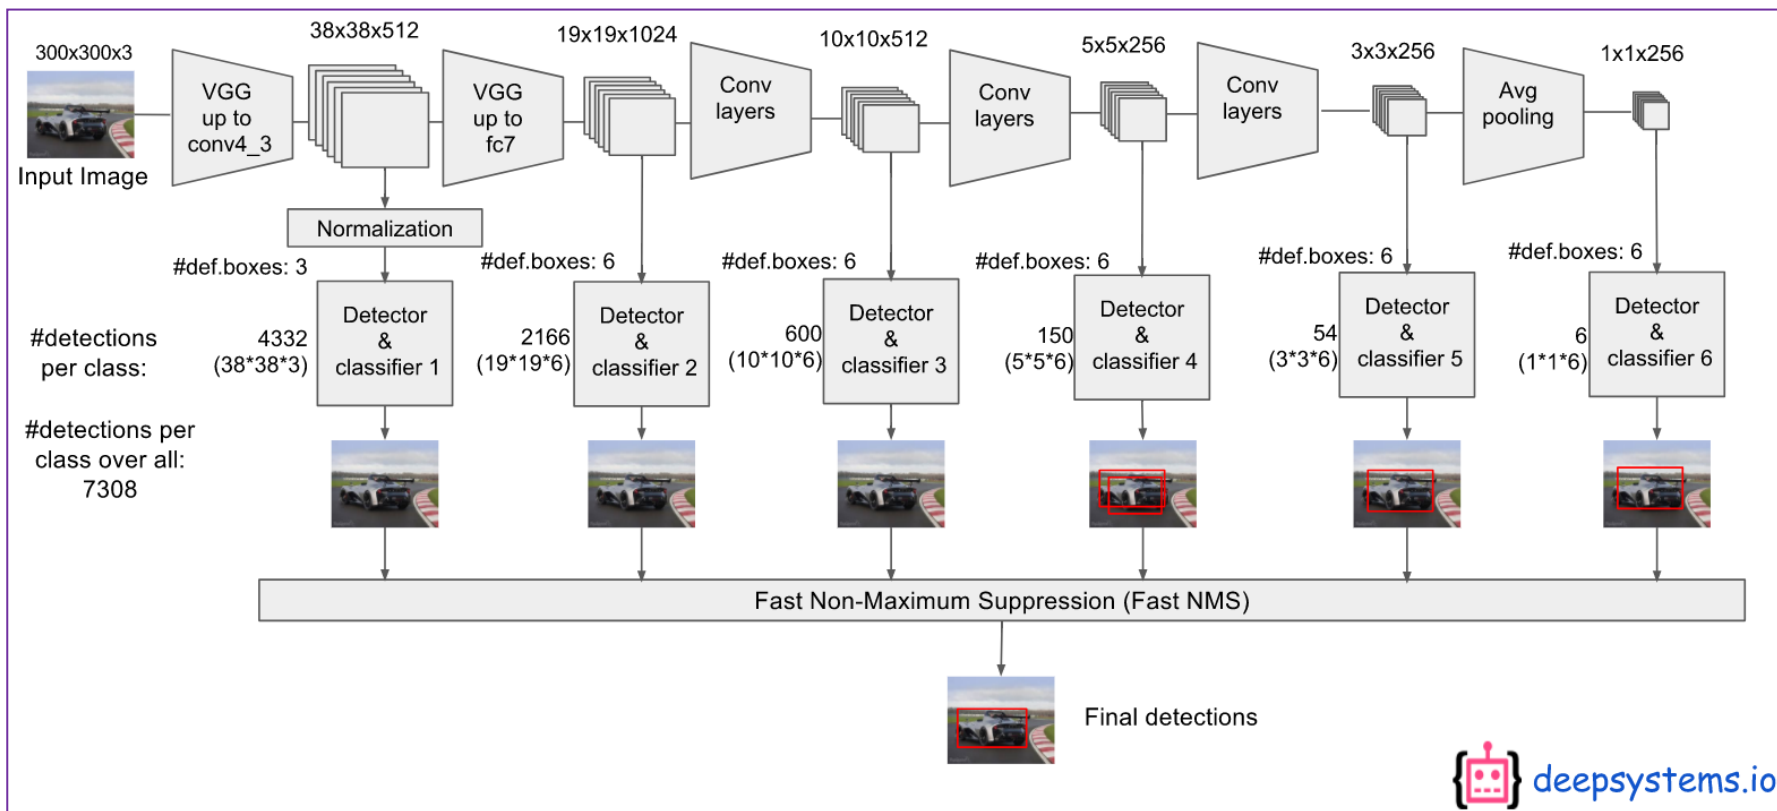 300x300x3
38x38x512
19x19x1024
10x10x512
5x5x256
3x3x256
1x1x256
Input Image
VGG
up to
conv4_3
VGG
up to
fc7
Conv
layers
Conv
layers
Conv
layers
Avg
pooling
Normalization
#def.boxes: 3
#def.boxes: 6
#def.boxes: 6
#def.boxes: 6
#def.boxes: 6
#def.boxes: 6
#detections
per class:
4332
(38*38*3)
Detector
&
classifier 1
2166
(19*19*6)
Detector
&
classifier 2
600
(10*10*6)
Detector
&
classifier 3
150
(5*5*6)
Detector
&
classifier 4
54
(3*3*6)
Detector
&
classifier 5
6
(1*1*6)
Detector
&
classifier 6
#detections per
class over all:
7308
Fast Non-Maximum Suppression (Fast NMS)
Final detections
deepsystems.io